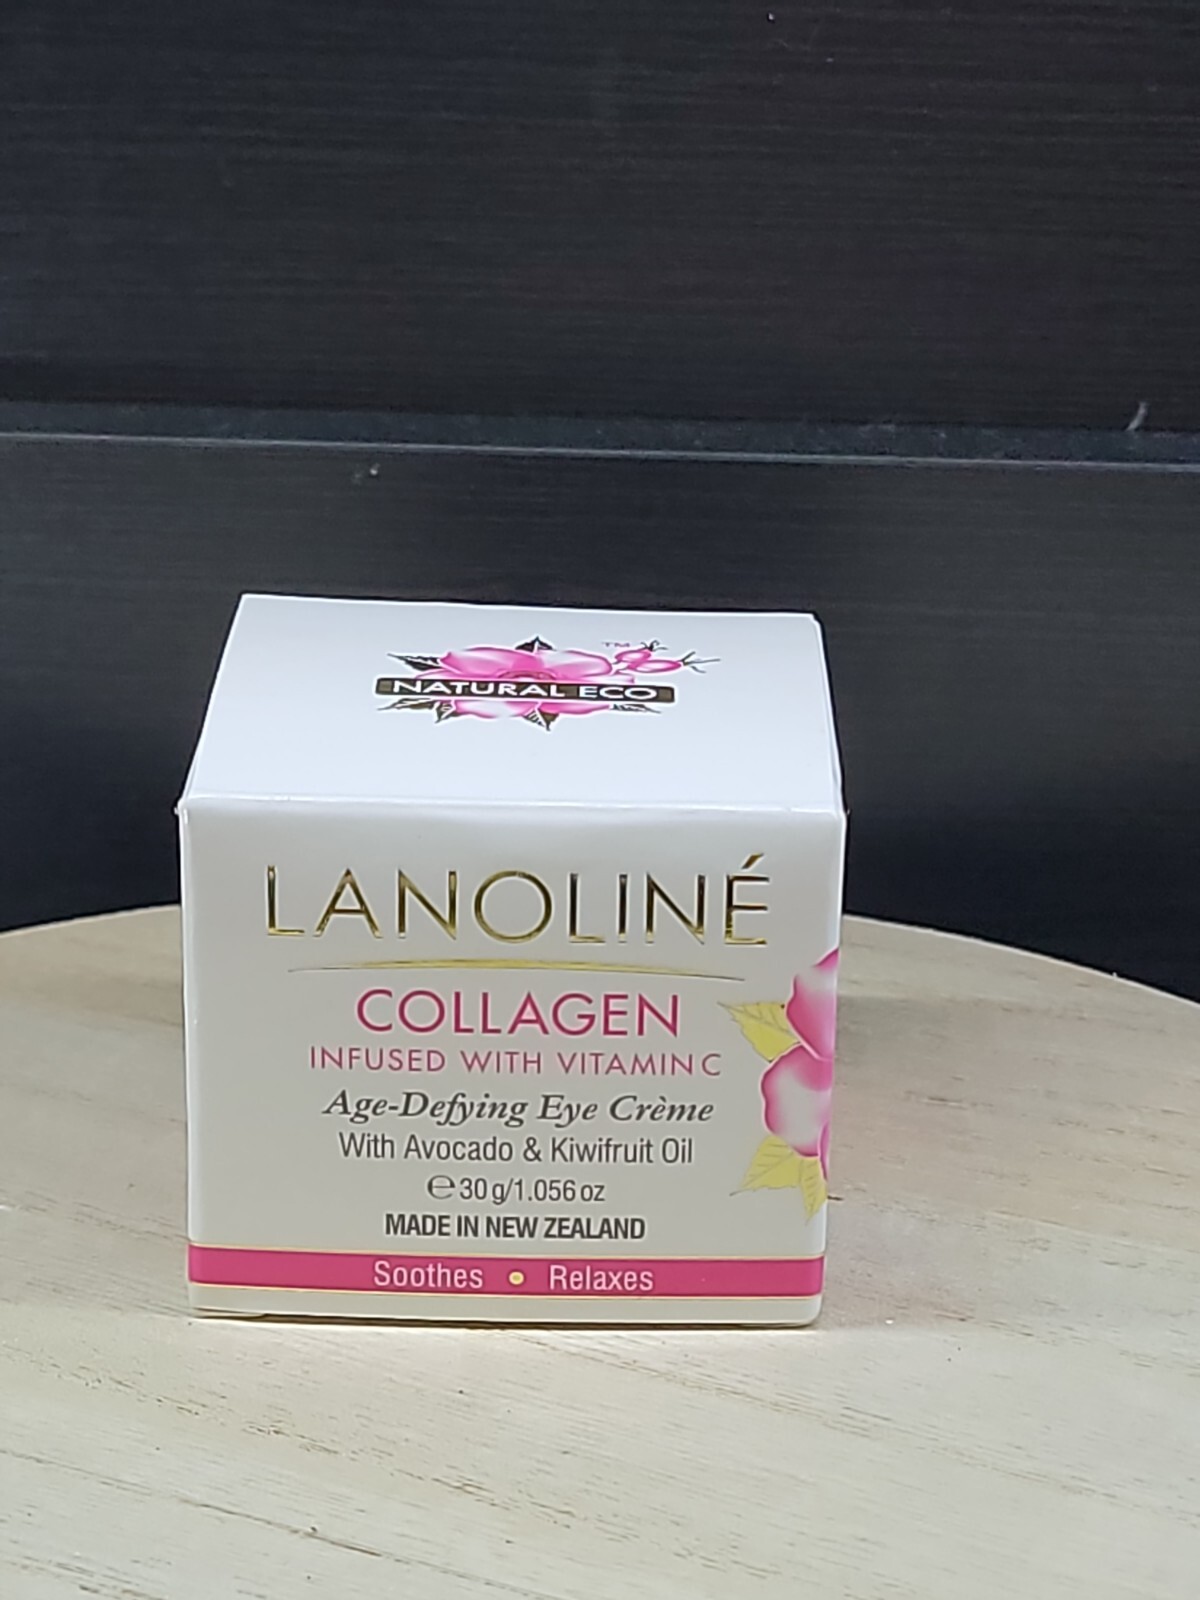 ™
NATURAL ECO
LANOLINÉ
COLLAGEN
INFUSED WITH VITAMIN C
Age-Defying Eye Crème
With Avocado & Kiwifruit Oil
℮ 30 g/1.056 oz
MADE IN NEW ZEALAND
Soothes • Relaxes